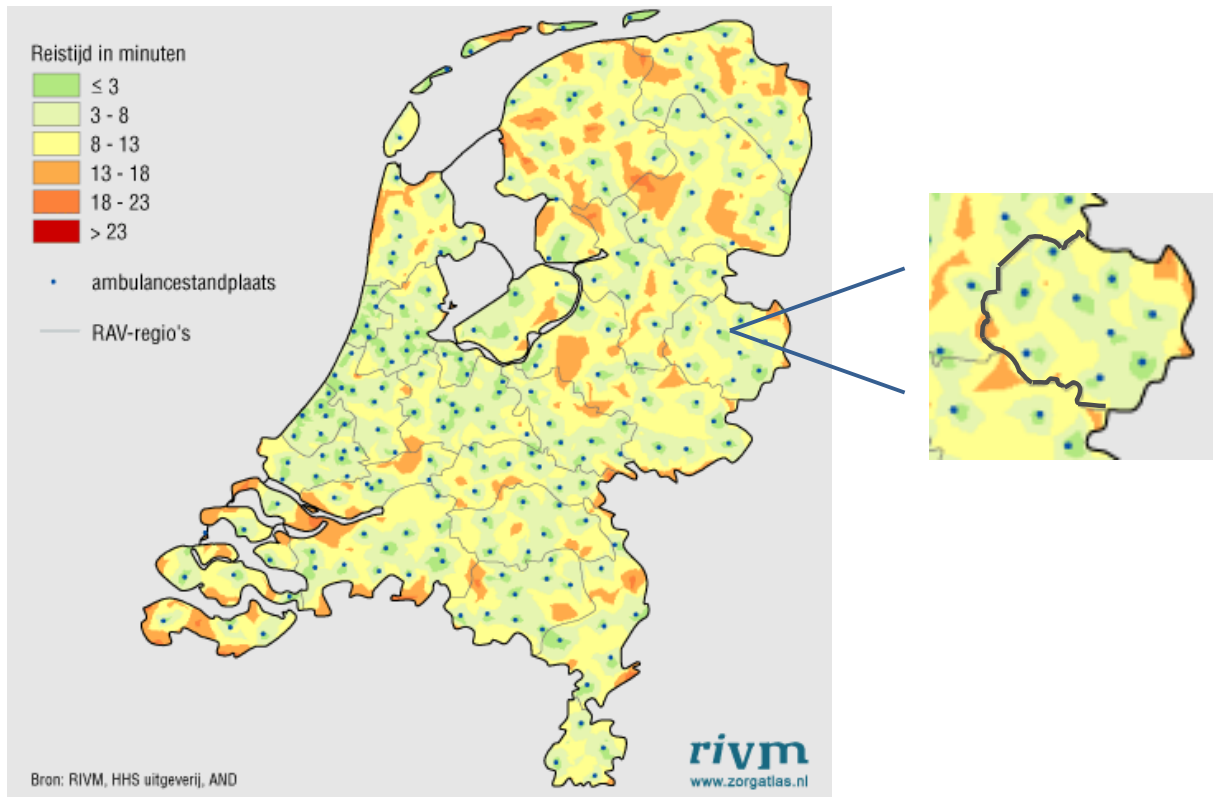 Reistijd in minuten
≤ 3
3 - 8
8 - 13
13 - 18
18 - 23
> 23
ambulancestandplaats
RAV-regio's
Bron: RIVM, HHS uitgeverij, AND
rivm
www.zorgatlas.nl